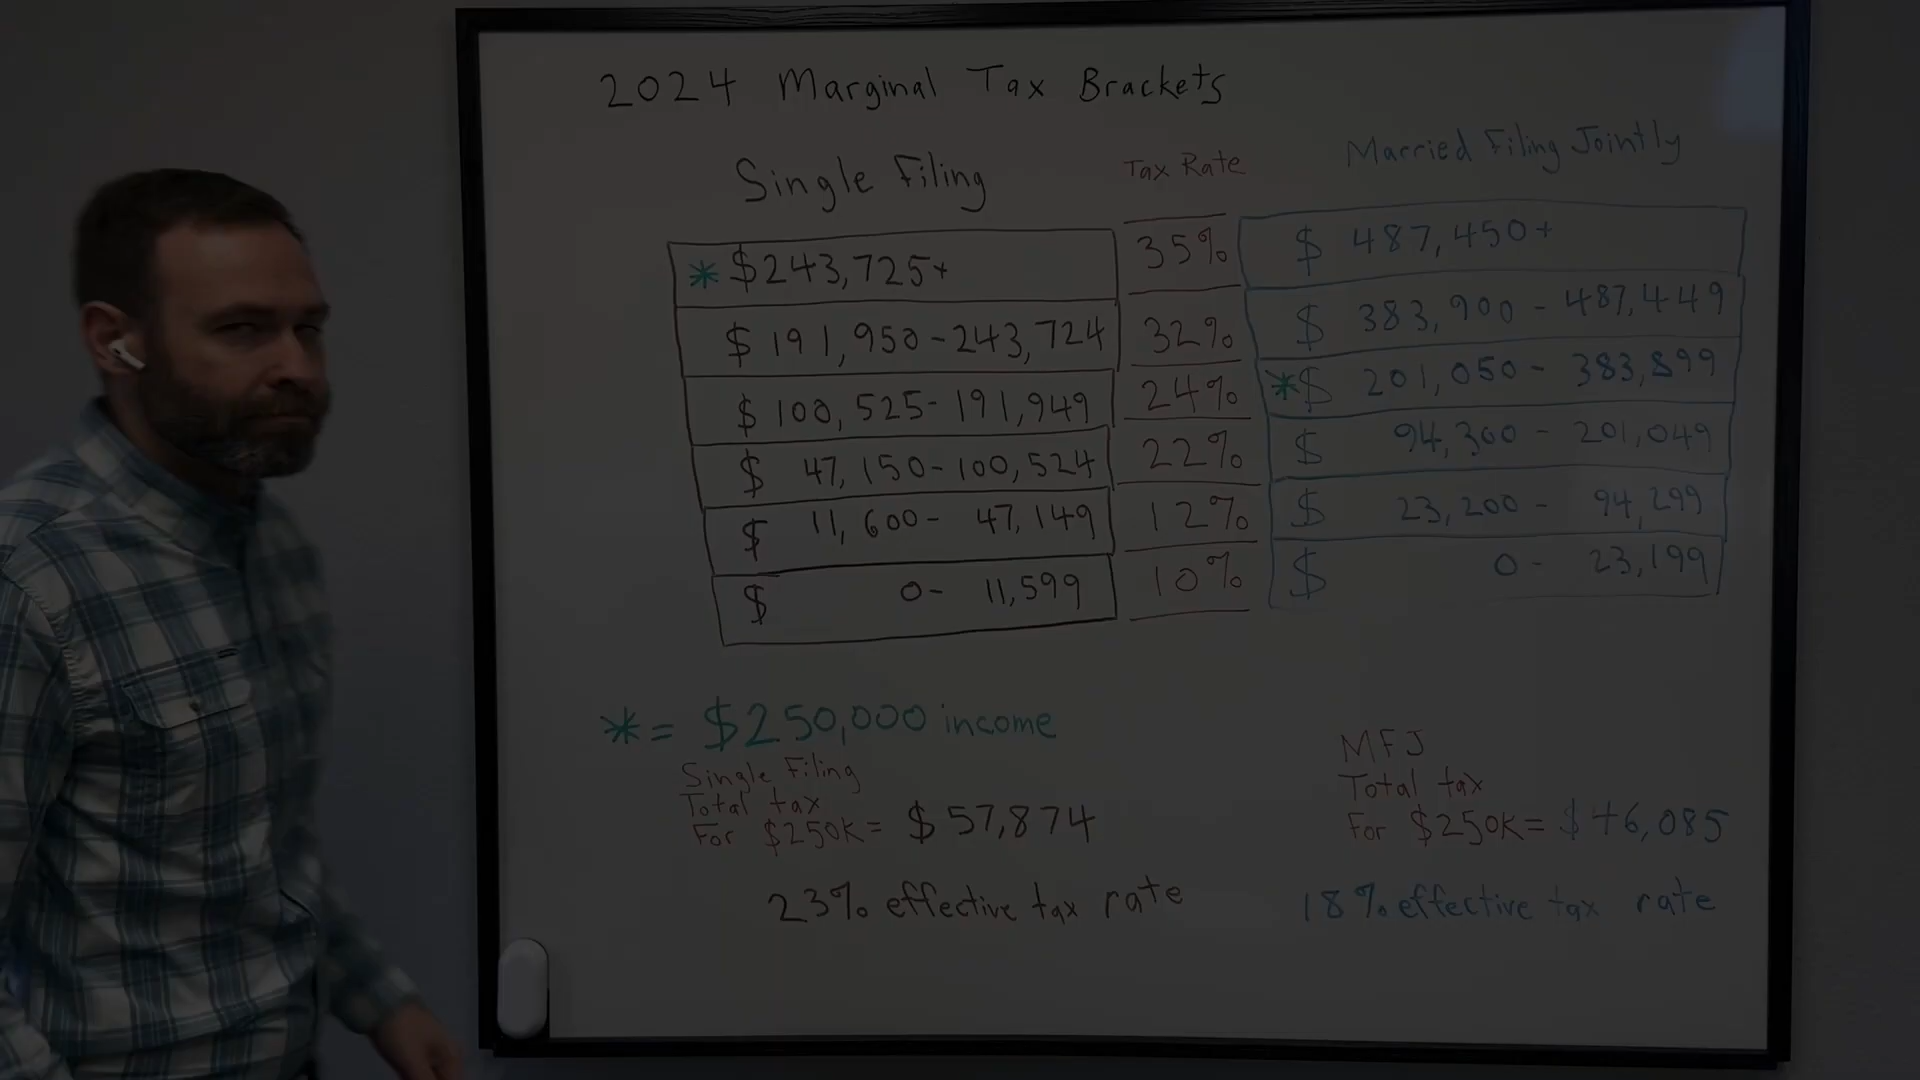 2024 Marginal Tax Brackets
Single Filing
Tax Rate
Married Filing Jointly
* $243,725+
35%
$ 487,450+
$ 191,950-243,724
32%
$ 383,900 - 487,449
$ 100,525-191,949
24%
*$ 201,050 - 383,899
$ 47,150-100,524
22%
$ 94,300 - 201,049
$ 11,600- 47,149
12%
$ 23,200 - 94,299
$ 0- 11,599
10%
$ 0- 23,199
*= $250,000 income
Single Filing
Total tax
For $250K= $57,874
23% effective tax rate
MFJ
Total tax
For $250K= $46,085
18% effective tax rate